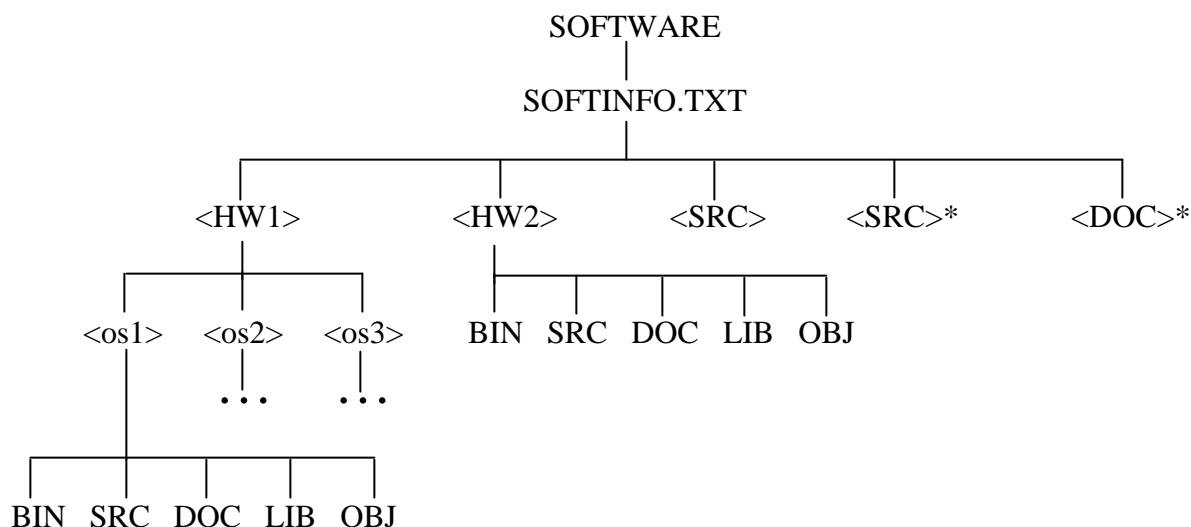 SOFTWARE
SOFTINFO.TXT
<HW1> <HW2> <SRC> <SRC>* <DOC>*
<os1> <os2> <os3> BIN SRC DOC LIB OBJ
... ...
BIN SRC DOC LIB OBJ